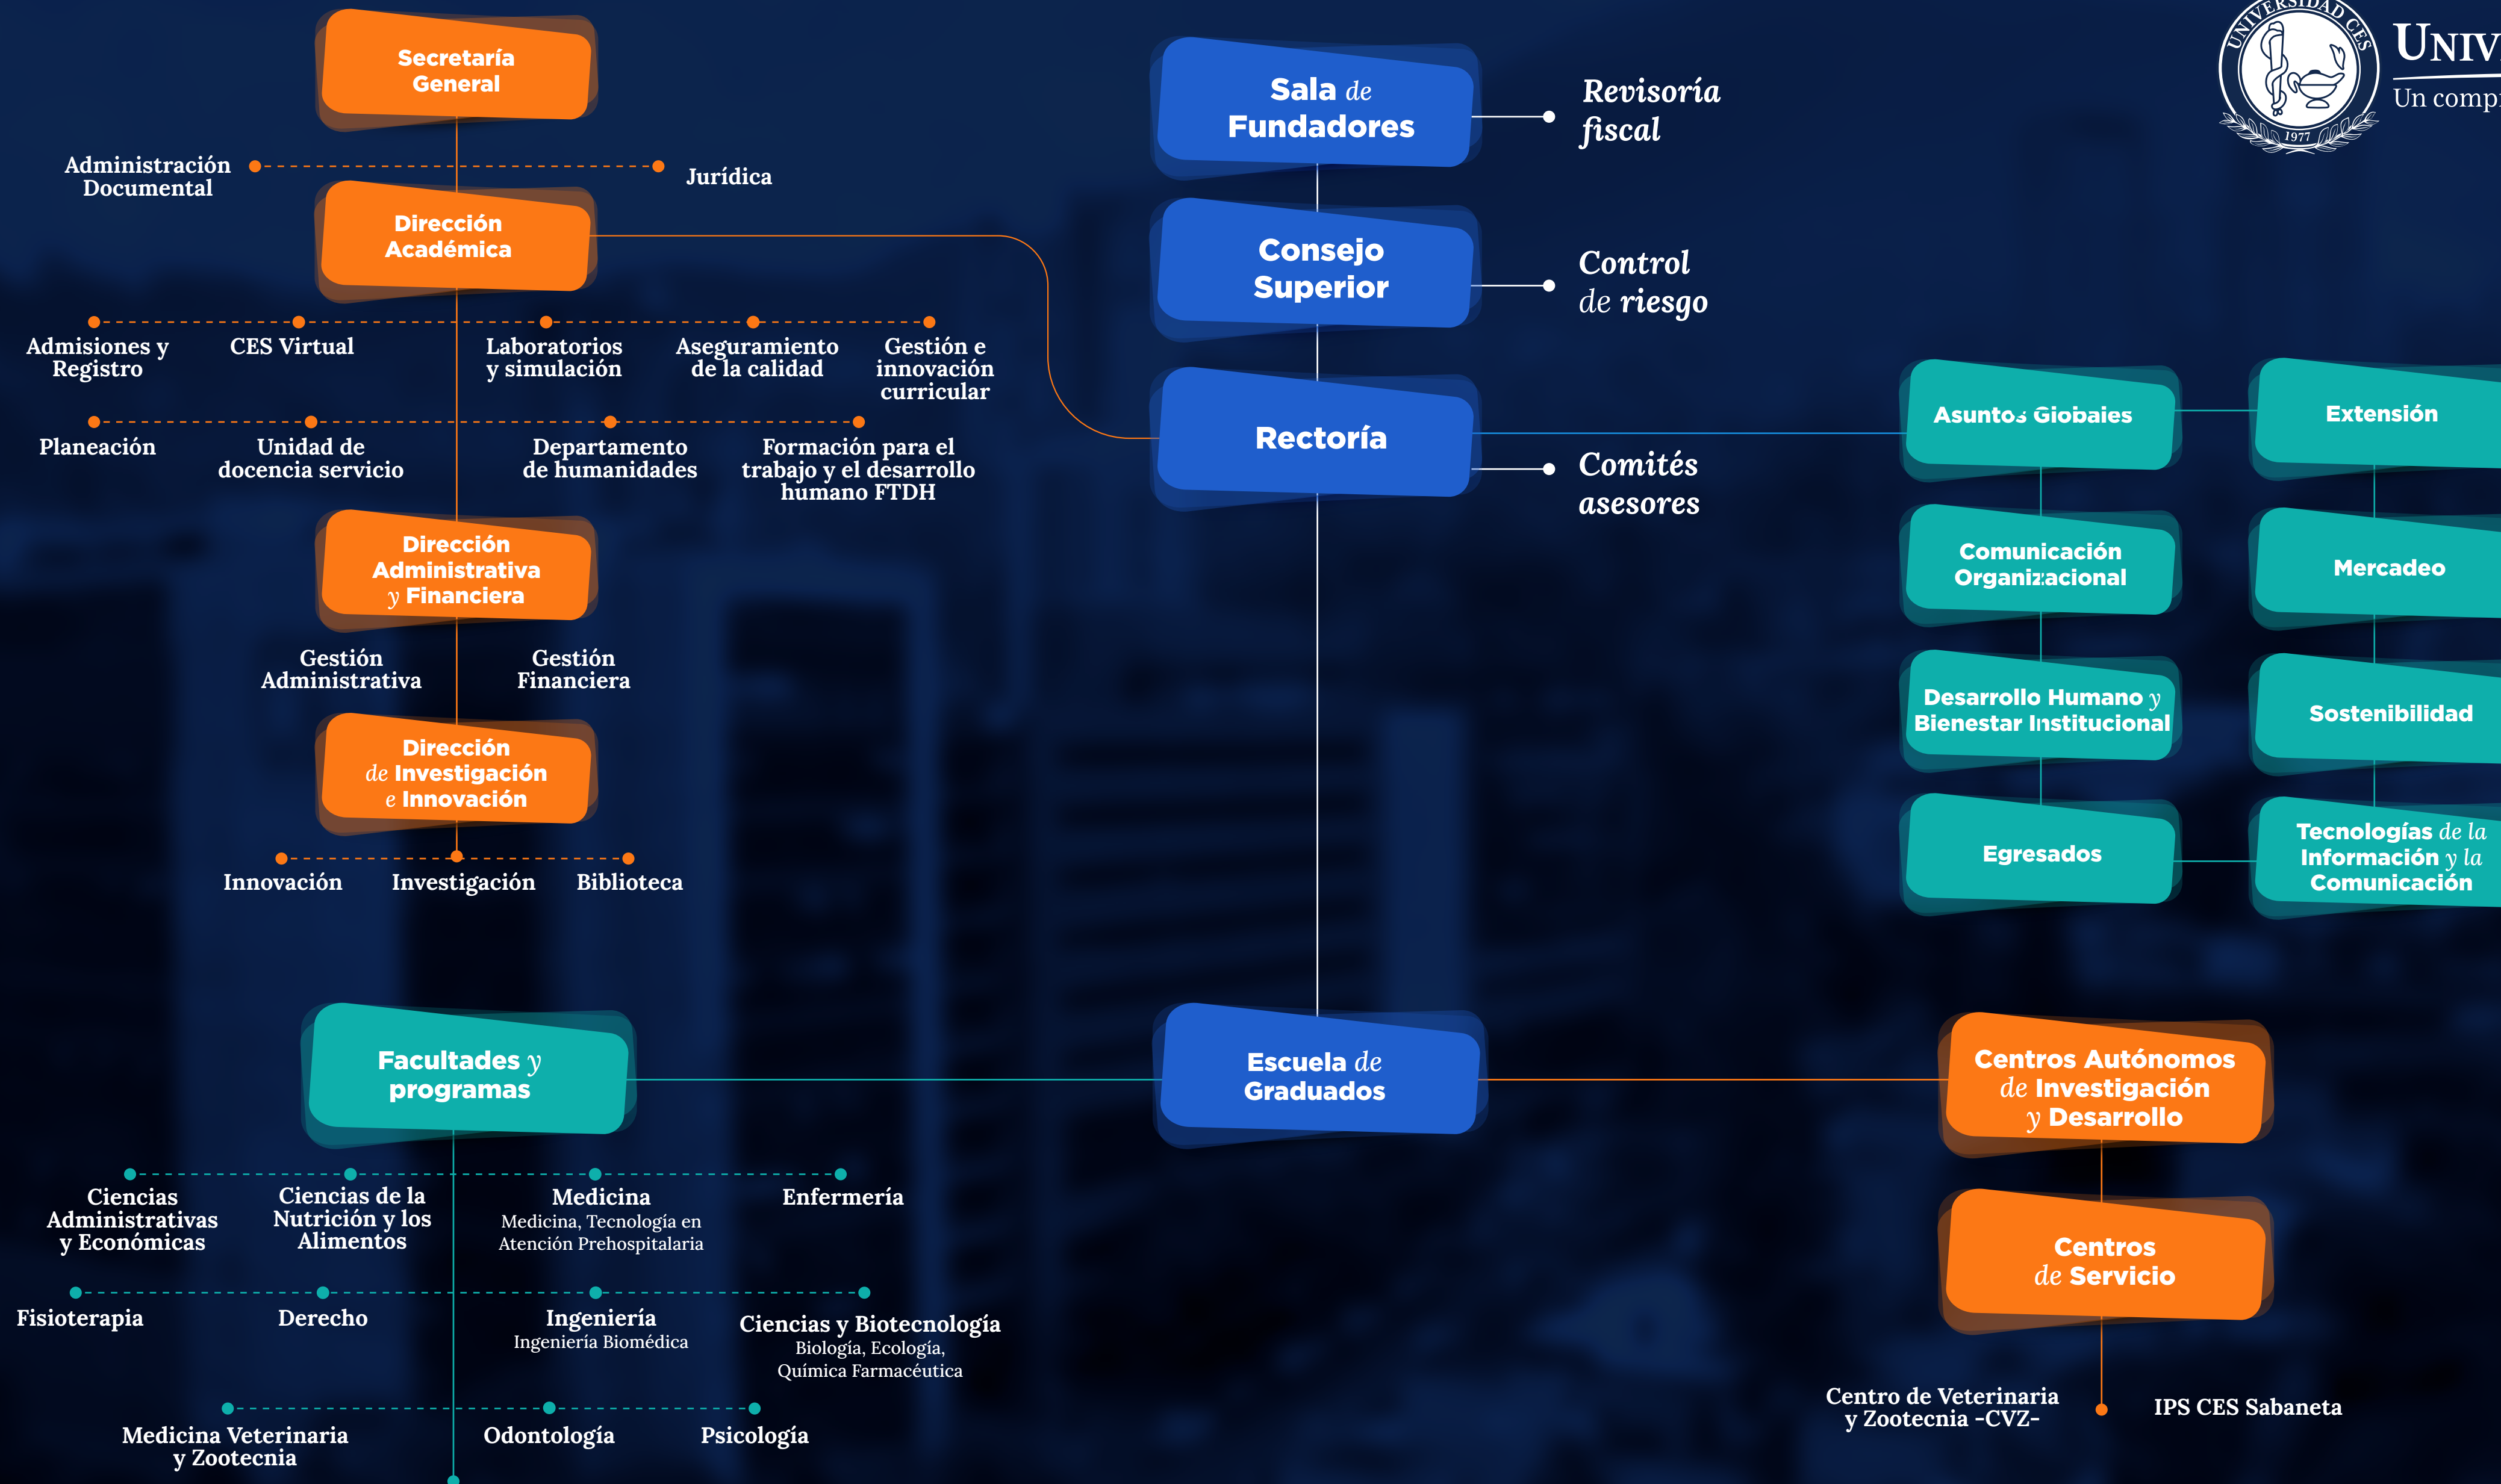 Secretaría
General
Administración
Documental
Jurídica
Dirección
Académica
Admisiones y
Registro
CES Virtual
Laboratorios
y simulación
Aseguramiento
de la calidad
Gestión e
innovación
curricular
Planeación
Unidad de
docencia servicio
Departamento
de humanidades
Formación para el
trabajo y el desarrollo
humano FTDH
Dirección
Administrativa
y Financiera
Gestión
Administrativa
Gestión
Financiera
Dirección
de Investigación
e Innovación
Innovación
Investigación
Biblioteca
Sala de
Fundadores
Revisoría
fiscal
Consejo
Superior
Control
de riesgo
Rectoría
Comités
asesores
UNIVERSIDAD CES
1977
Asuntos Globales
Extensión
Comunicación
Organizacional
Mercadeo
Desarrollo Humano y
Bienestar Institucional
Sostenibilidad
Egresados
Tecnologías de la
Información y la
Comunicación
Facultades y
programas
Escuela de
Graduados
Centros Autónomos
de Investigación
y Desarrollo
Ciencias
Administrativas
y Económicas
Ciencias de la
Nutrición y los
Alimentos
Medicina
Medicina, Tecnología en
Atención Prehospitalaria
Enfermería
Fisioterapia
Derecho
Ingeniería
Ingeniería Biomédica
Ciencias y Biotecnología
Biología, Ecología,
Química Farmacéutica
Medicina Veterinaria
y Zootecnia
Odontología
Psicología
Centros
de Servicio
Centro de Veterinaria
y Zootecnia -CVZ-
IPS CES Sabaneta
Un